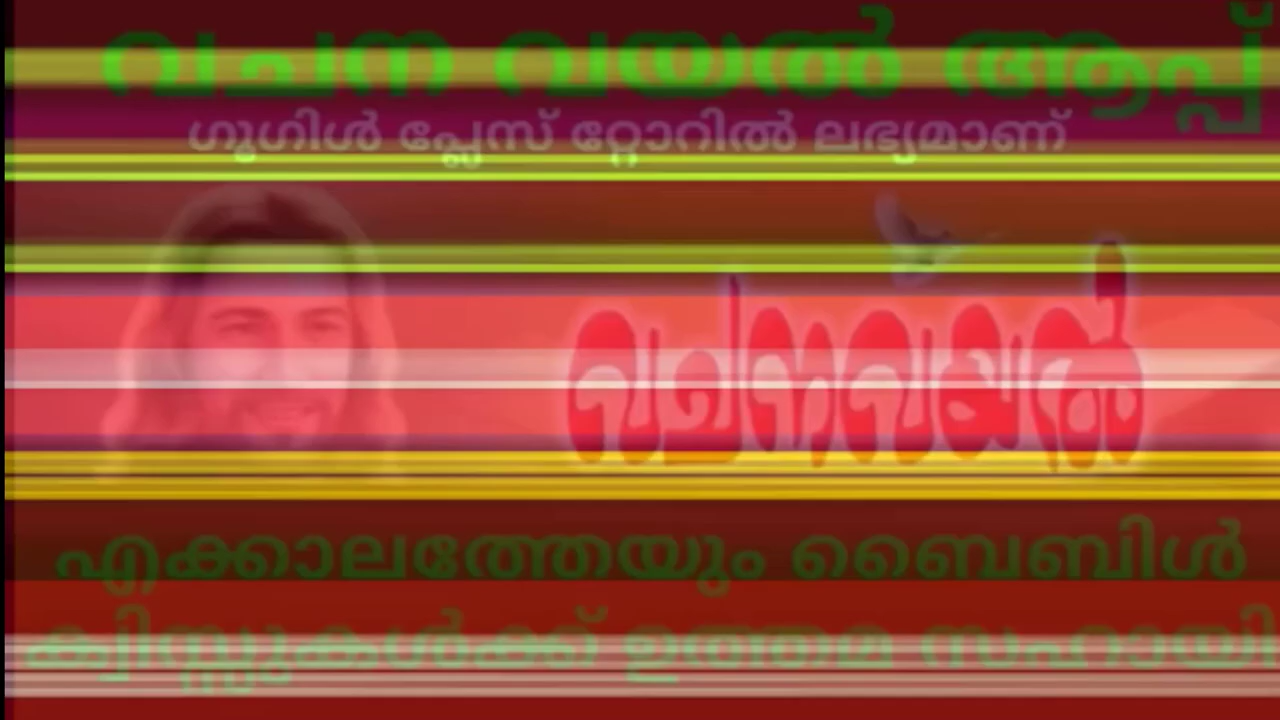 വചന വയൽ ആപ്പ്
ഗൂഗിൾ പ്ലേസ് റ്റോറിൽ ലഭ്യമാണ്
വചനവയൽ
എക്കാലത്തേയും ബൈബിൾ
ക്വിസ്സുകൾക്ക് ഉത്തമ സഹായി